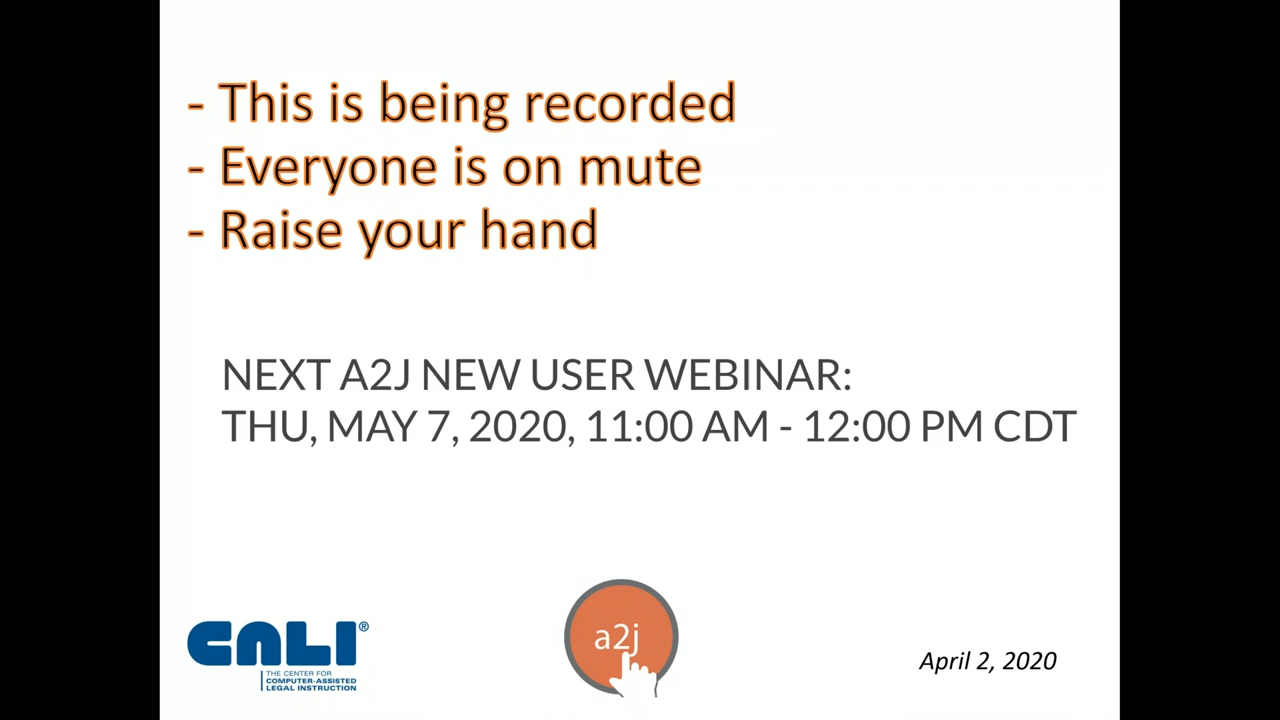 - This is being recorded
- Everyone is on mute
- Raise your hand
NEXT A2J NEW USER WEBINAR:
THU, MAY 7, 2020, 11:00 AM - 12:00 PM CDT
CALI®
THE CENTER FOR
COMPUTER-ASSISTED
LEGAL INSTRUCTION
a2j
April 2, 2020